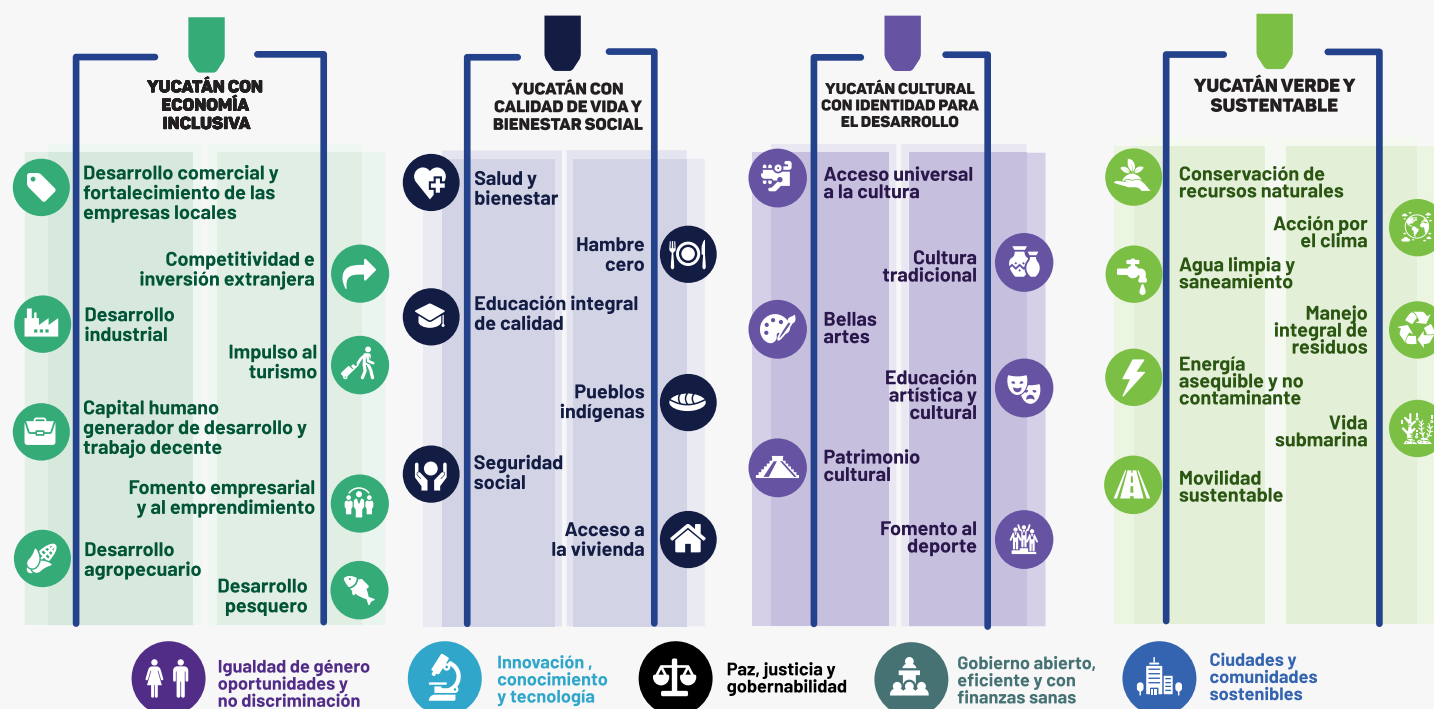 YUCATÁN CON
ECONOMÍA
INCLUSIVA
Desarrollo comercial y
fortalecimiento de las
empresas locales
Competitividad e
inversión extranjera
Desarrollo
industrial
Impulso al
turismo
Capital humano
generador de desarrollo y
trabajo decente
Fomento empresarial
y al emprendimiento
Desarrollo
agropecuario
Desarrollo
pesquero
YUCATÁN CON
CALIDAD DE VIDA Y
BIENESTAR SOCIAL
Salud y
bienestar
Hambre
cero
Educación integral
de calidad
Pueblos
indígenas
Seguridad
social
Acceso a
la vivienda
YUCATÁN CULTURAL
CON IDENTIDAD PARA
EL DESARROLLO
Acceso universal
a la cultura
Cultura
tradicional
Bellas
artes
Educación
artística y
cultural
Patrimonio
cultural
Fomento al
deporte
YUCATÁN VERDE Y
SUSTENTABLE
Conservación de
recursos naturales
Acción por
el clima
Agua limpia y
saneamiento
Manejo
integral de
residuos
Energía
asequible y no
contaminante
Vida
submarina
Movilidad
sustentable
Igualdad de género
oportunidades y
no discriminación
Innovación ,
conocimiento
y tecnología
Paz, justicia y
gobernabilidad
Gobierno abierto,
eficiente y con
finanzas sanas
Ciudades y
comunidades
sostenibles